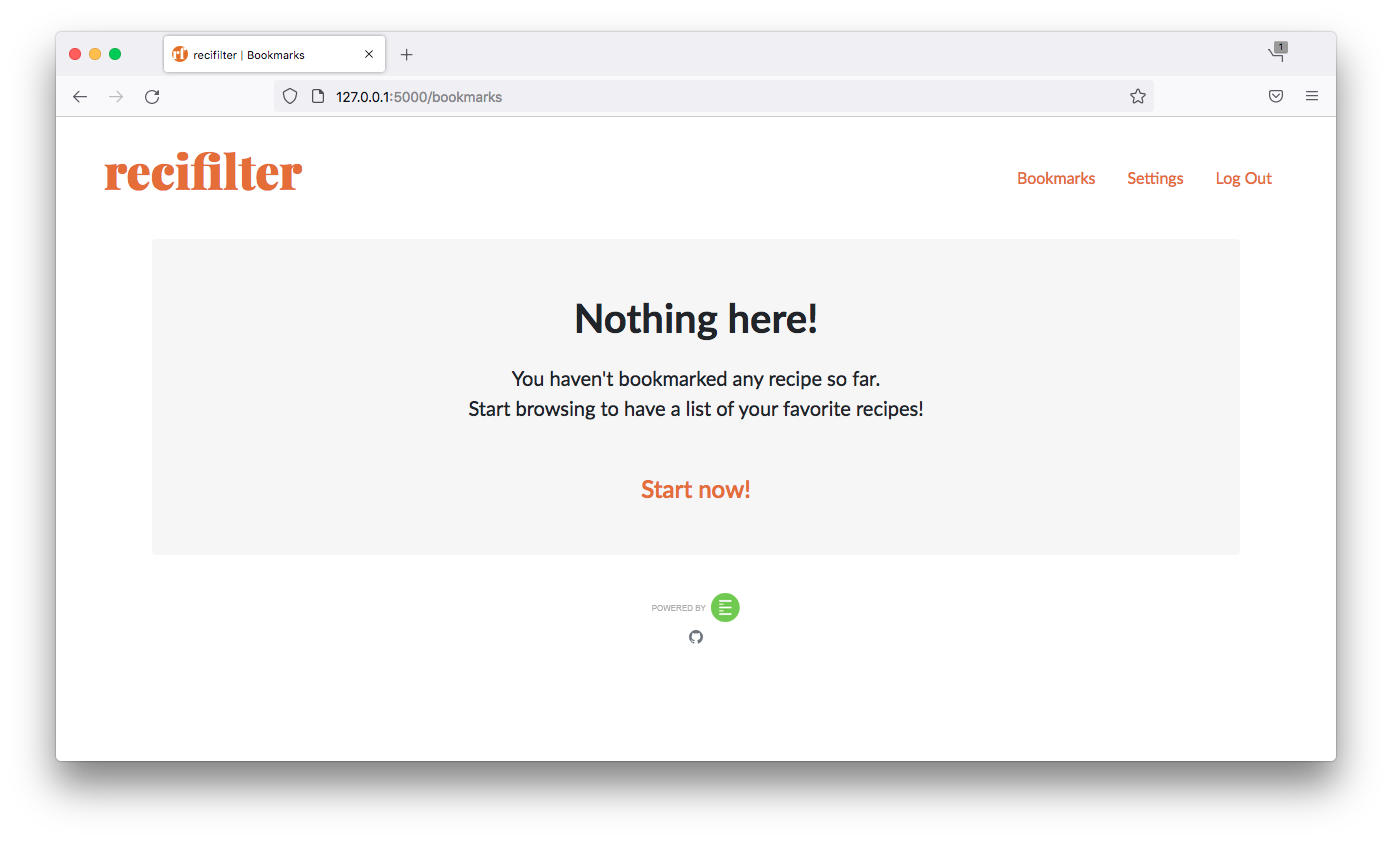 rf recifilter | Bookmarks
1
127.0.0.1:5000/bookmarks
recifilter
Bookmarks Settings Log Out
Nothing here!
You haven't bookmarked any recipe so far.
Start browsing to have a list of your favorite recipes!
Start now!
POWERED BY